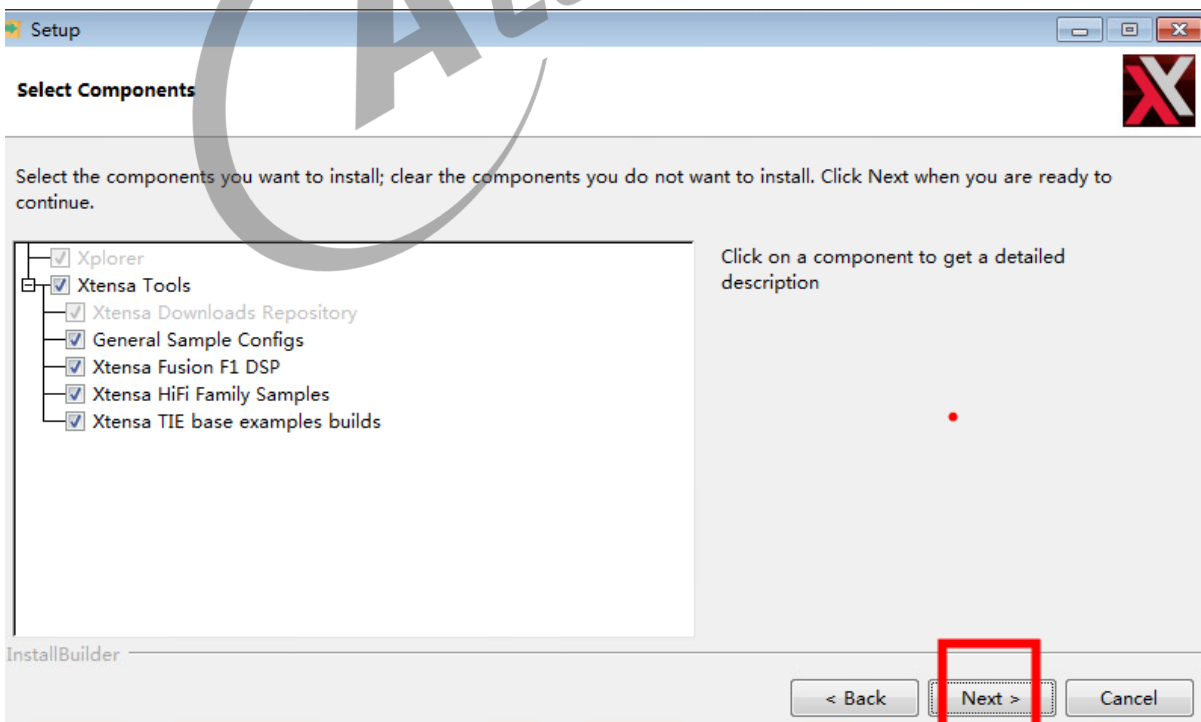 Setup
Select Components
Select the components you want to install; clear the components you do not want to install. Click Next when you are ready to
continue.
Xplorer
Xtensa Tools
Xtensa Downloads Repository
General Sample Configs
Xtensa Fusion F1 DSP
Xtensa HiFi Family Samples
Xtensa TIE base examples builds
Click on a component to get a detailed
description
InstallBuilder
< Back
Next >
Cancel